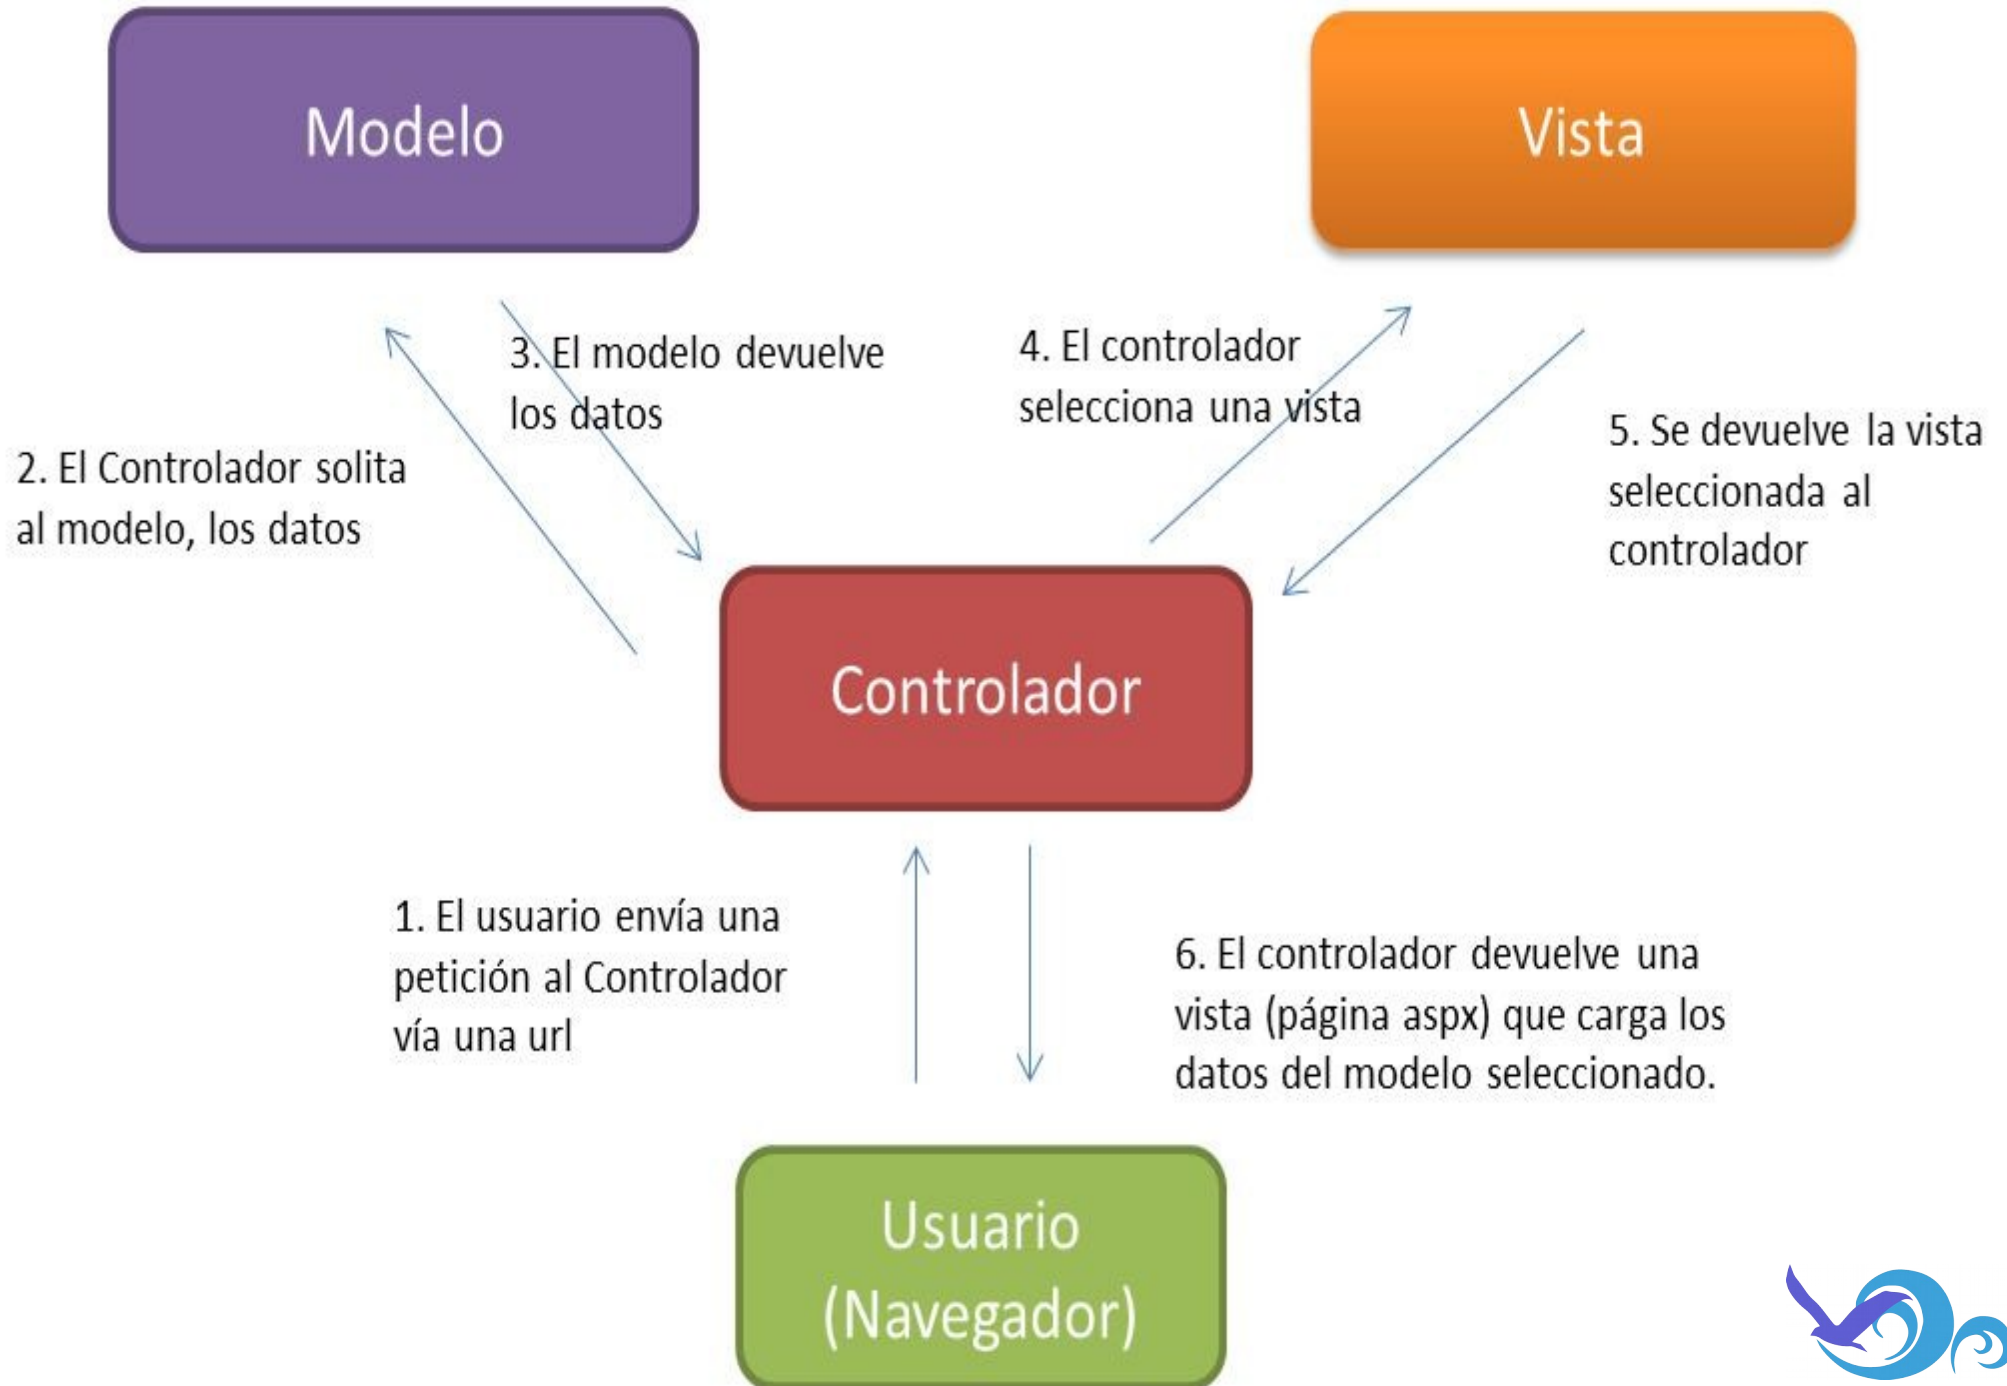 Modelo
Vista
3. El modelo devuelve
los datos
4. El controlador
selecciona una vista
2. El Controlador solita
al modelo, los datos
5. Se devuelve la vista
seleccionada al
controlador
Controlador
1. El usuario envía una
petición al Controlador
vía una url
6. El controlador devuelve una
vista (página aspx) que carga los
datos del modelo seleccionado.
Usuario
(Navegador)